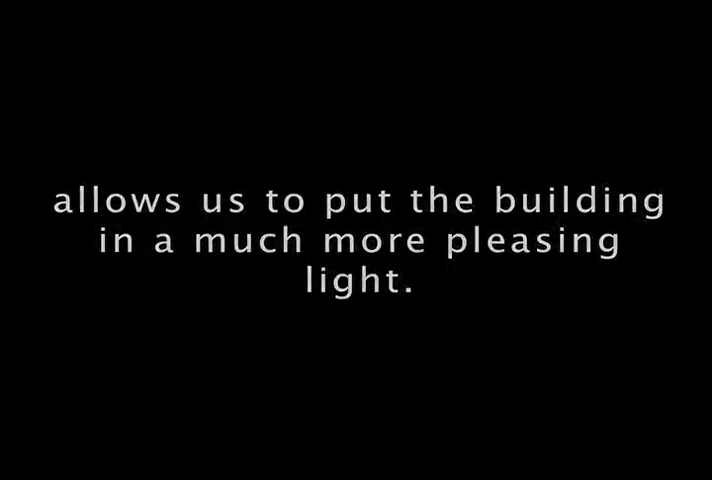 allows us to put the building
in a much more pleasing
light.